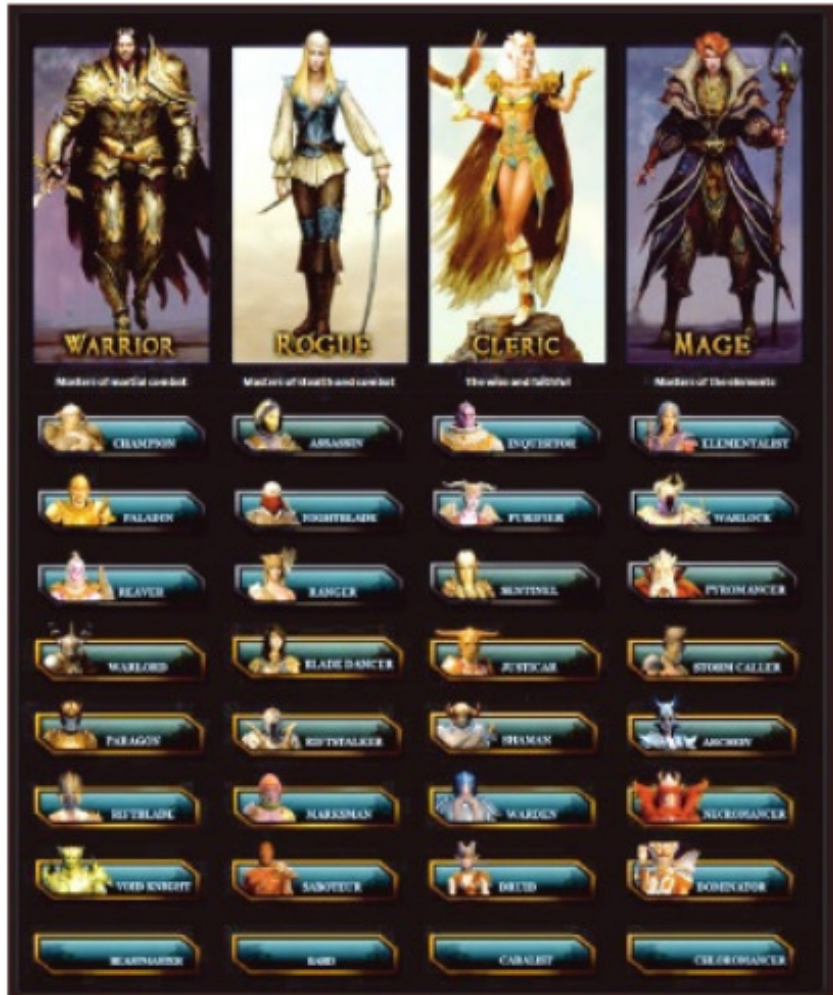 WARRIOR
ROGUE
CLERIC
MAGE
Masters of martial combat
Masters of stealth and combat
The wise and faithful
Masters of the elements
CHAMPION
ASSASSIN
INQUISITOR
ELEMENTALIST
PALADIN
NIGHTBLADE
PURIFIER
WARLOCK
REAVER
RANGER
SENTINEL
PYROMANCER
WARLORD
BLADE DANCER
JUSTICAR
STORM CALLER
PARAGON
RIFTSTALKER
SHAMAN
ARCHON
RIFTBLADE
MARKSMAN
WARDEN
NECROMANCER
VOID KNIGHT
SABOTEUR
DRUID
DOMINATOR
BEASTMASTER
BARD
CABALIST
CHLOROMANCER